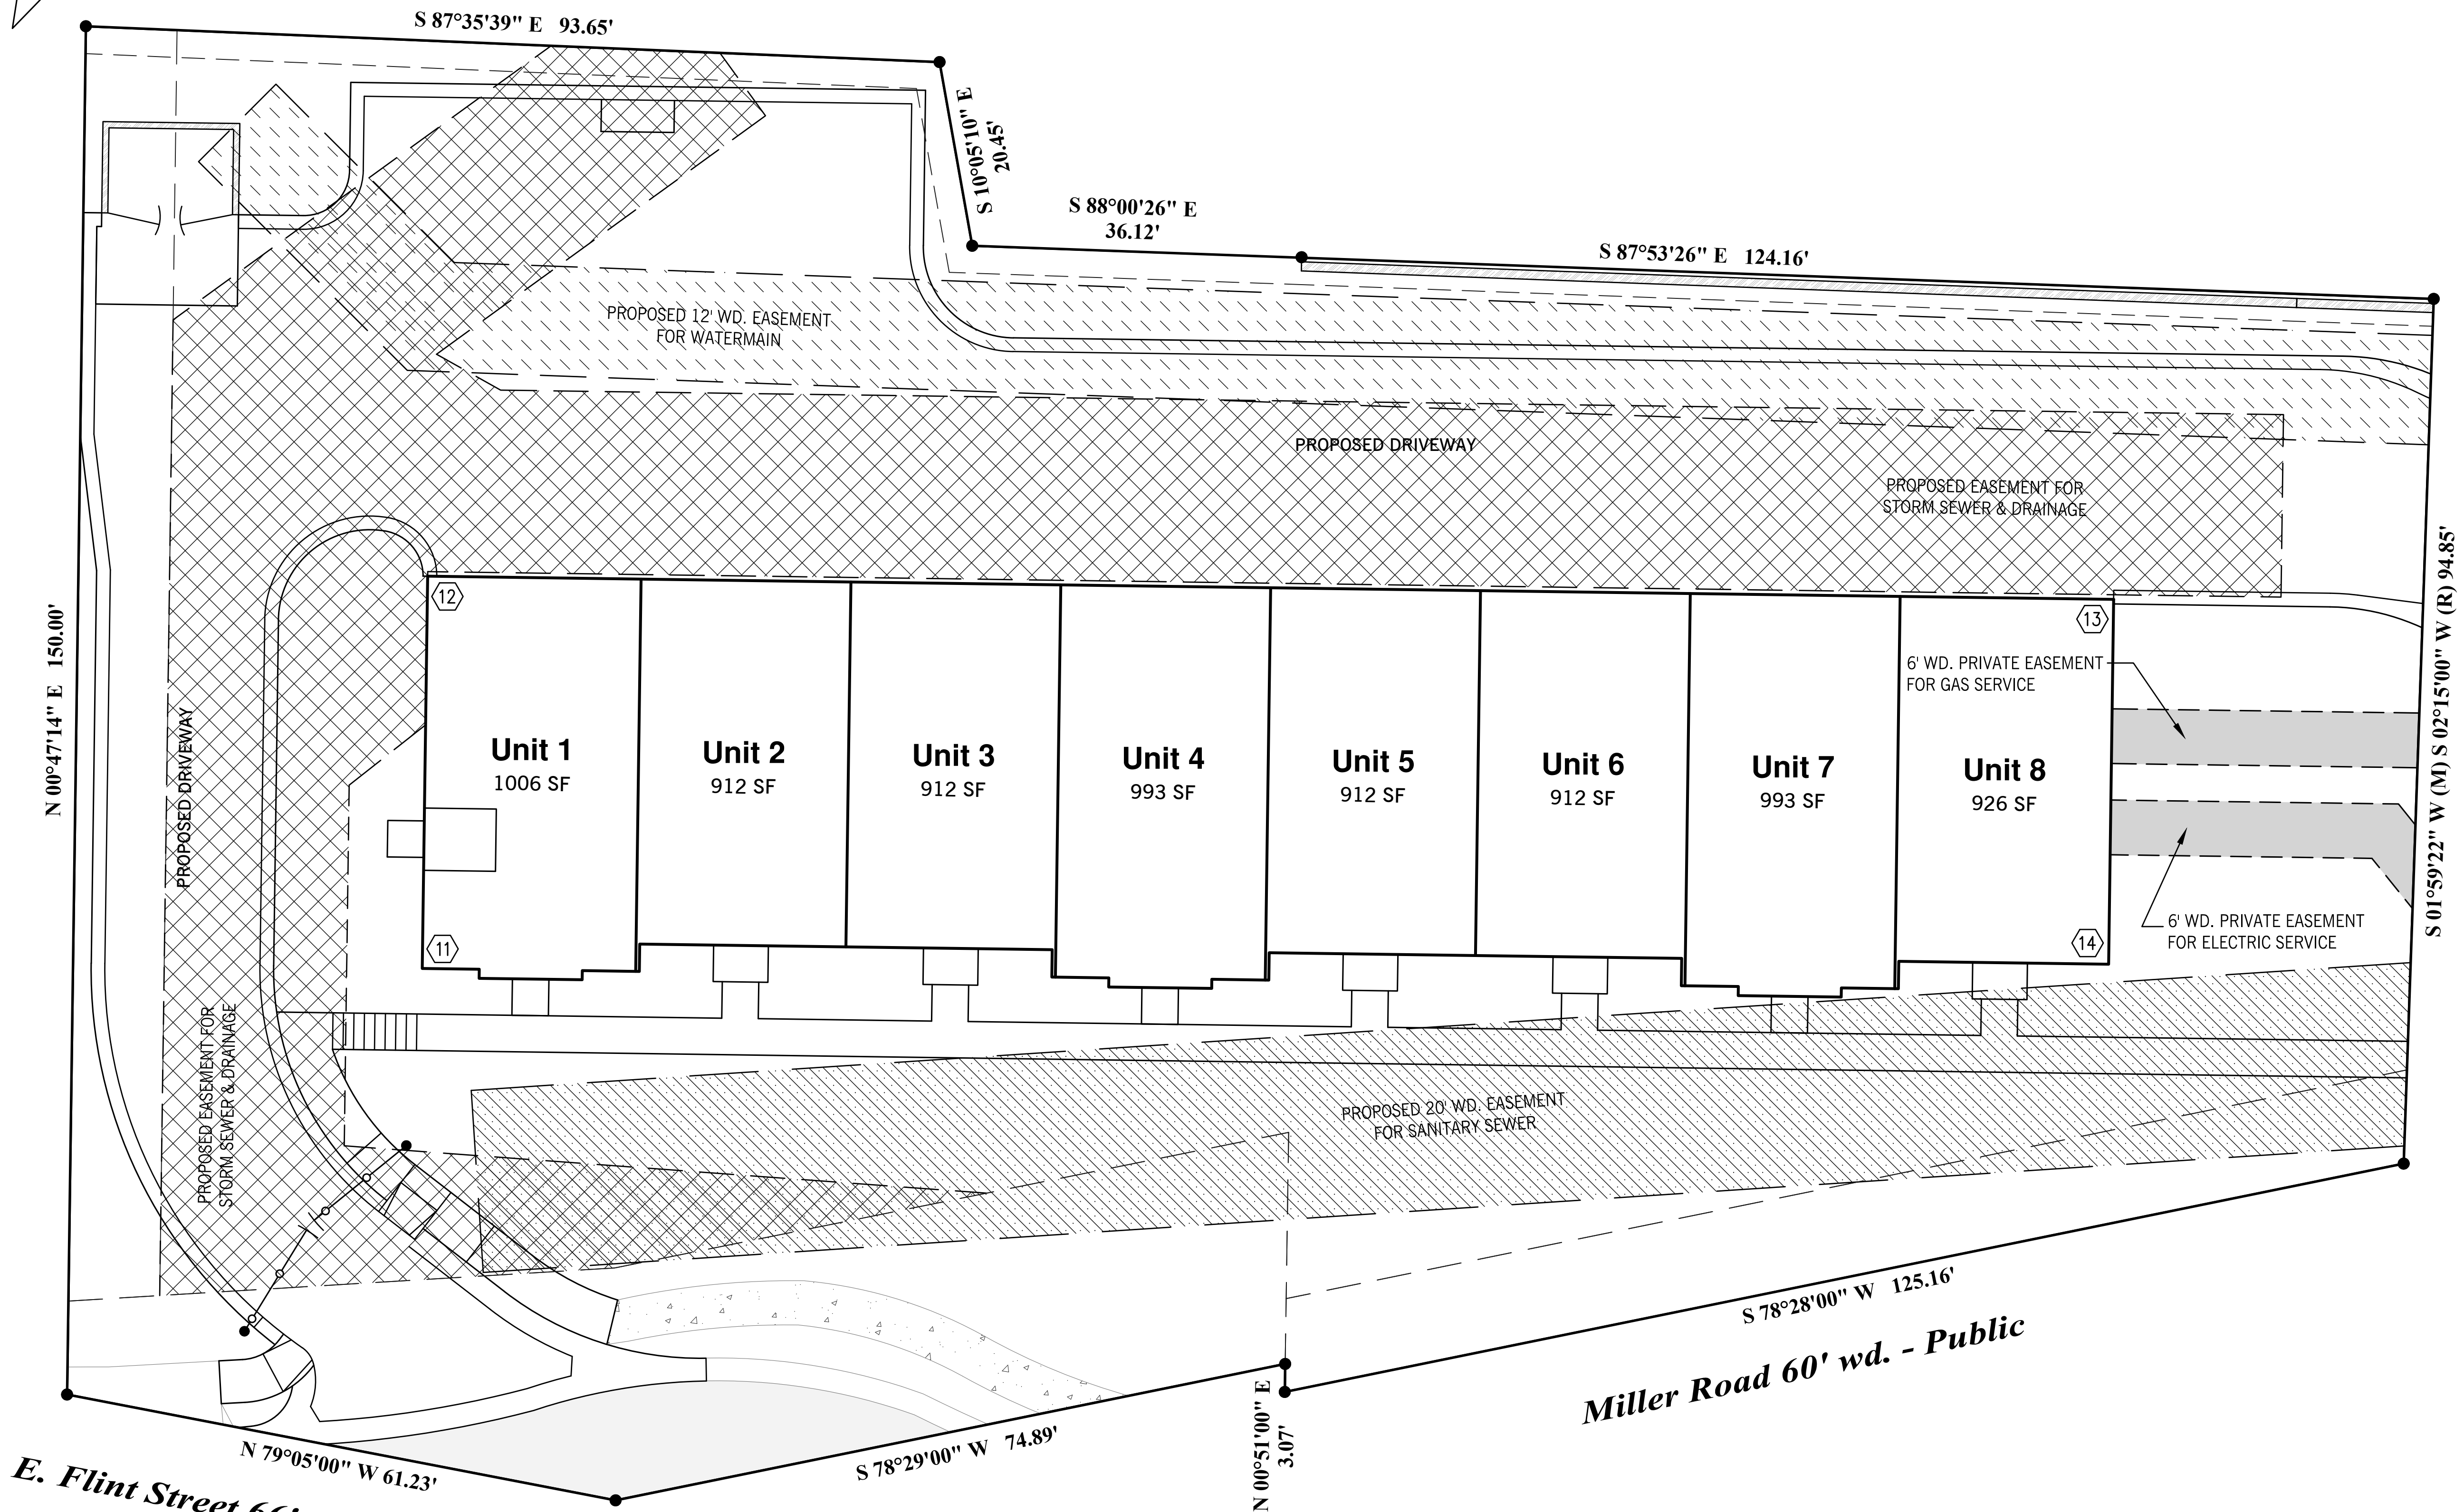 S 87°35'39" E 93.65'
S 10°05'10" E
20.45'
S 88°00'26" E
36.12'
S 87°53'26" E 124.16'
PROPOSED 12' WD. EASEMENT
FOR WATERMAIN
PROPOSED DRIVEWAY
PROPOSED EASEMENT FOR
STORM SEWER & DRAINAGE
12
13
N 00°47'14" E 150.00'
PROPOSED DRIVEWAY
6' WD. PRIVATE EASEMENT
FOR GAS SERVICE
S 01°59'22" W (M) S 02°15'00" W (R) 94.85'
Unit 1
1006 SF
Unit 2
912 SF
Unit 3
912 SF
Unit 4
993 SF
Unit 5
912 SF
Unit 6
912 SF
Unit 7
993 SF
Unit 8
926 SF
11
14
6' WD. PRIVATE EASEMENT
FOR ELECTRIC SERVICE
PROPOSED EASEMENT FOR
STORM SEWER & DRAINAGE
PROPOSED 20' WD. EASEMENT
FOR SANITARY SEWER
S 78°28'00" W 125.16'
Miller Road 60' wd. - Public
N 00°51'00" E
3.07'
S 78°29'00" W 74.89'
N 79°05'00" W 61.23'
E. Flint Street 66'